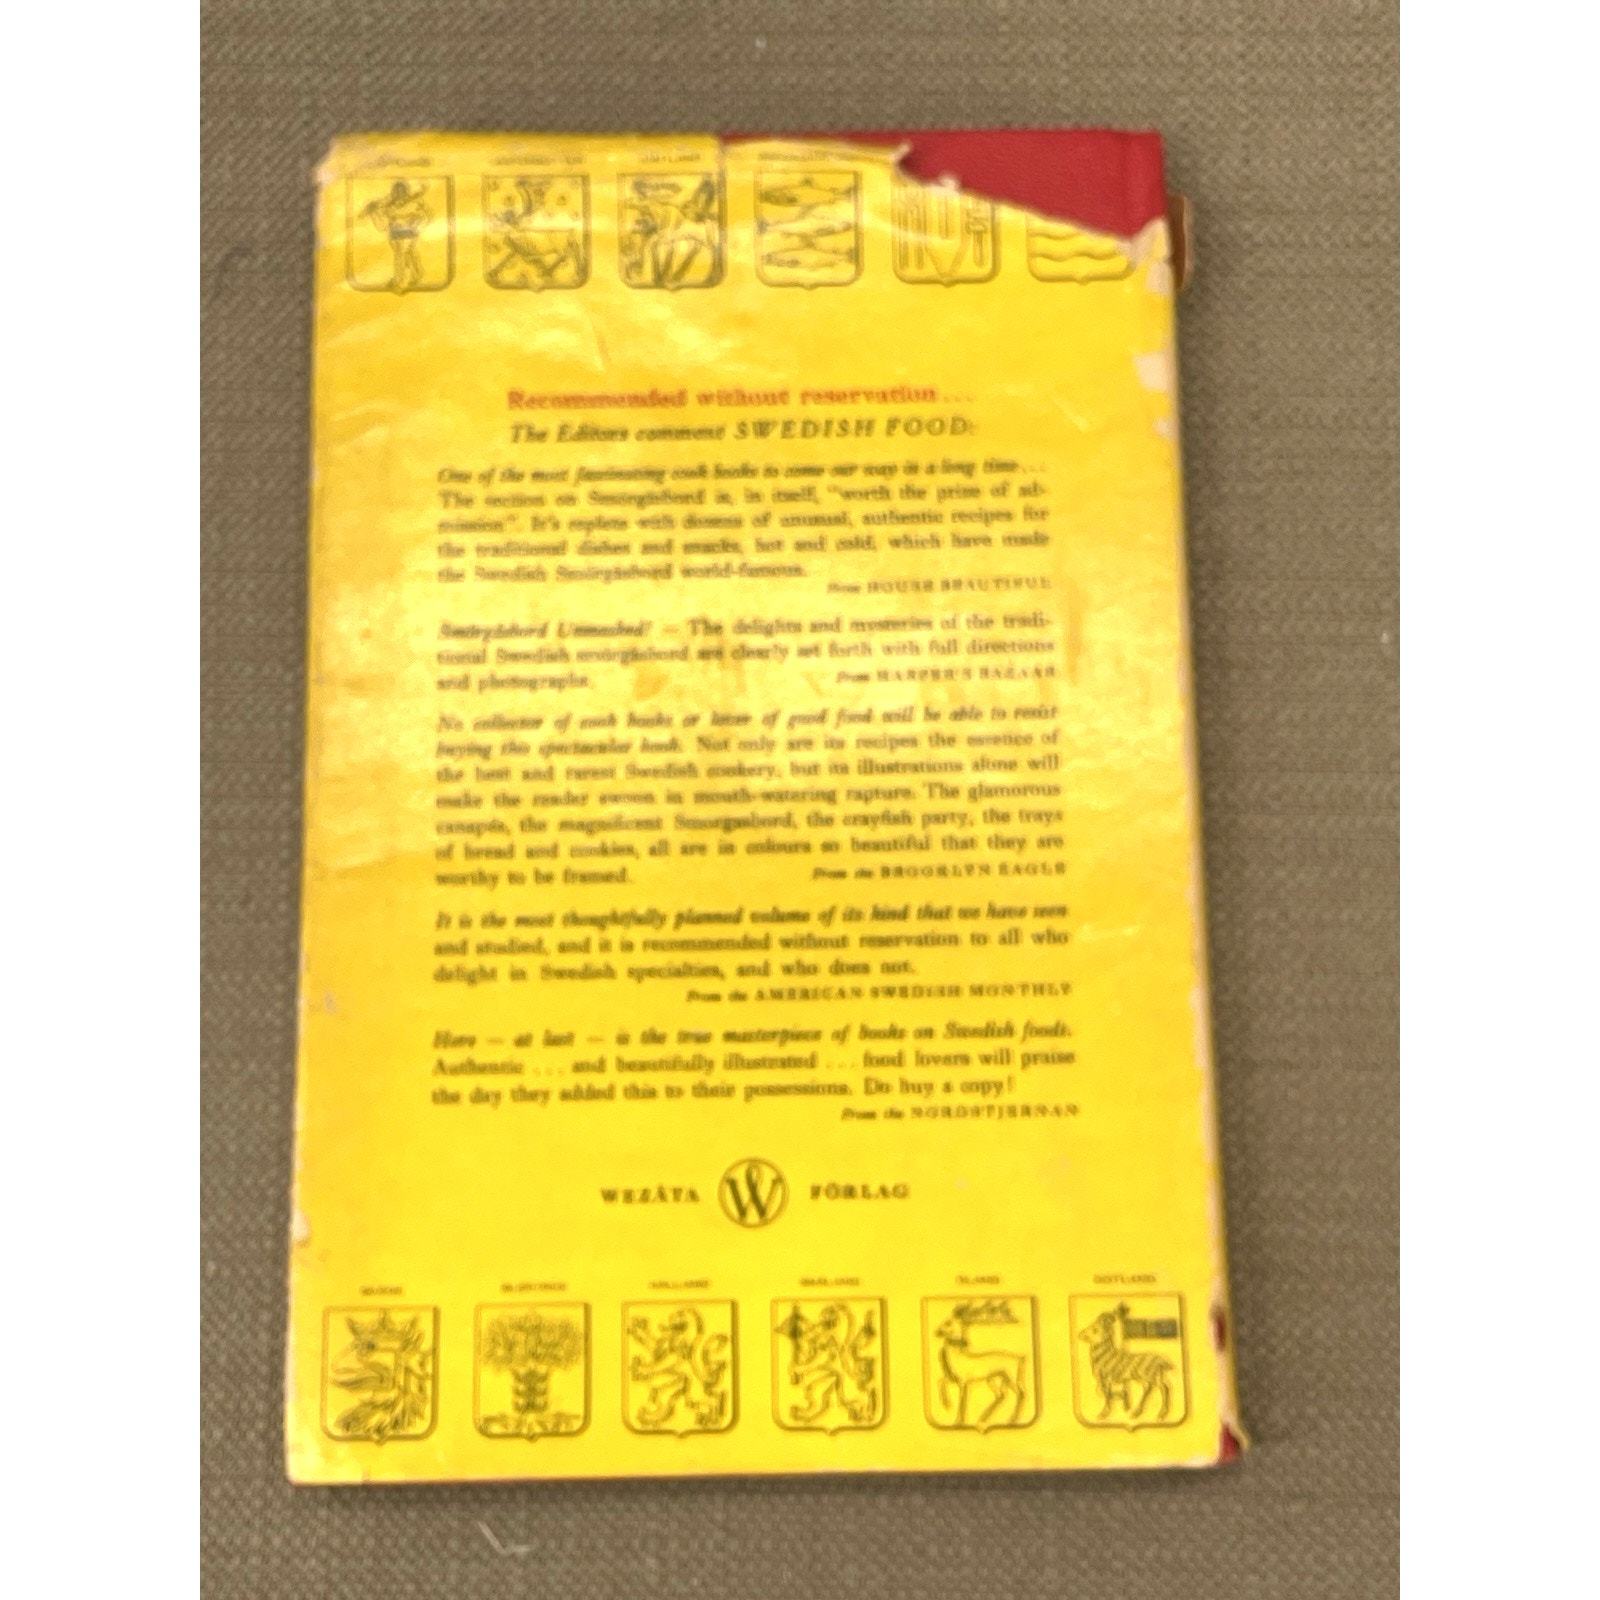 JÄMTLAND
Recommended without reservation...
The Editors comment SWEDISH FOOD:
One of the most fascinating cook books to come our way in a long time...
The section on Smörgåsbord is, in itself, "worth the prize of ad-
mission". It's replete with dozens of unusual, authentic recipes for
the traditional dishes and snacks, hot and cold, which have made
the Swedish Smörgåsbord world-famous.
From HOUSE BEAUTIFUL
Smörgåsbord Unmasked! — The delights and mysteries of the tradi-
tional Swedish smörgåsbord are clearly set forth with full directions
and photographs.
From HARPER'S BAZAAR
No collector of cook books or lover of good food will be able to resist
buying this spectacular book. Not only are its recipes the essence of
the best and rarest Swedish cookery, but its illustrations alone will
make the reader swoon in mouth-watering rapture. The glamorous
canapés, the magnificent Smorgasbord, the crayfish party, the trays
of bread and cookies, all are in colours so beautiful that they are
worthy to be framed.
From the BROOKLYN EAGLE
It is the most thoughtfully planned volume of its kind that we have seen
and studied, and it is recommended without reservation to all who
delight in Swedish specialties, and who does not.
From the AMERICAN SWEDISH MONTHLY
Here — at last — is the true masterpiece of books on Swedish foods.
Authentic ... and beautifully illustrated ... food lovers will praise
the day they added this to their possessions. Do buy a copy!
From the NORDSTJERNAN
WEZÄTA W FÖRLAG
SKÅNE BLEKINGE HALLAND SMÅLAND ÖLAND GOTLAND